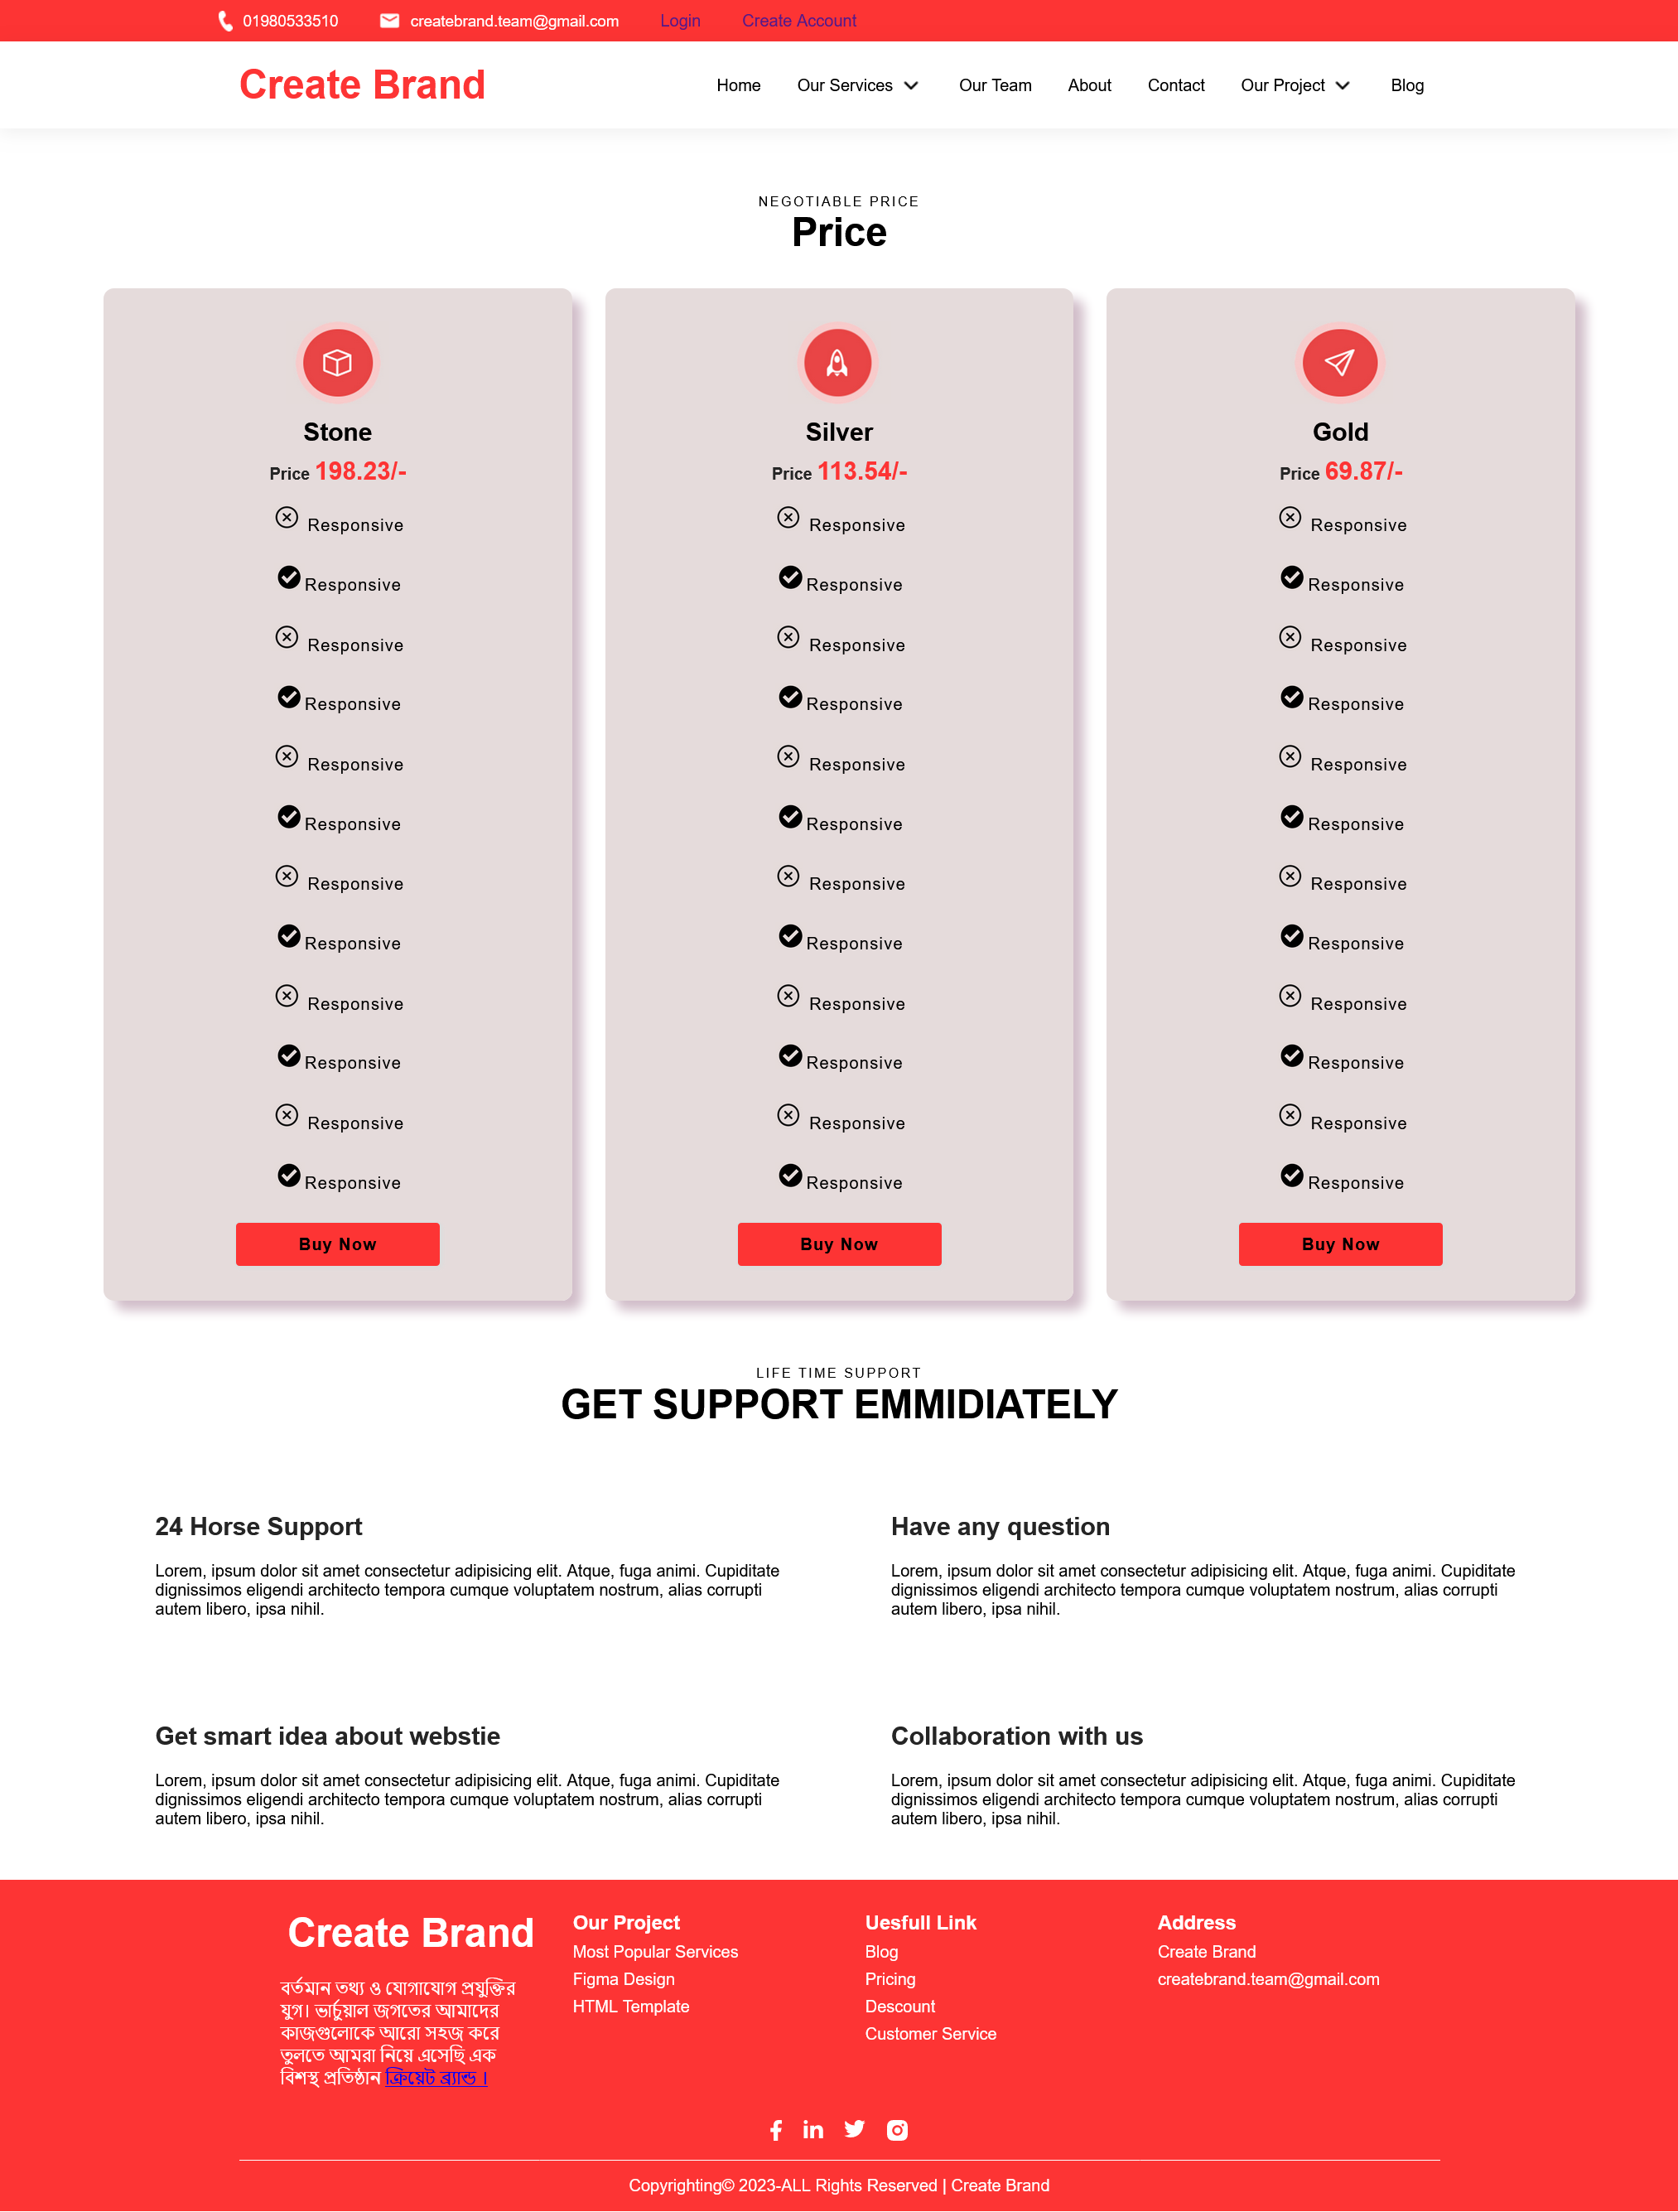 01980533510 createbrand.team@gmail.com Login Create Account
Create Brand Home Our Services Our Team About Contact Our Project Blog
NEGOTIABLE PRICE
Price
Stone
Price 198.23/-
Responsive
Responsive
Responsive
Responsive
Responsive
Responsive
Responsive
Responsive
Responsive
Responsive
Responsive
Responsive
Buy Now
Silver
Price 113.54/-
Responsive
Responsive
Responsive
Responsive
Responsive
Responsive
Responsive
Responsive
Responsive
Responsive
Responsive
Responsive
Buy Now
Gold
Price 69.87/-
Responsive
Responsive
Responsive
Responsive
Responsive
Responsive
Responsive
Responsive
Responsive
Responsive
Responsive
Responsive
Buy Now
LIFE TIME SUPPORT
GET SUPPORT EMMIDIATELY
24 Horse Support
Lorem, ipsum dolor sit amet consectetur adipisicing elit. Atque, fuga animi. Cupiditate
dignissimos eligendi architecto tempora cumque voluptatem nostrum, alias corrupti
autem libero, ipsa nihil.
Have any question
Lorem, ipsum dolor sit amet consectetur adipisicing elit. Atque, fuga animi. Cupiditate
dignissimos eligendi architecto tempora cumque voluptatem nostrum, alias corrupti
autem libero, ipsa nihil.
Get smart idea about webstie
Lorem, ipsum dolor sit amet consectetur adipisicing elit. Atque, fuga animi. Cupiditate
dignissimos eligendi architecto tempora cumque voluptatem nostrum, alias corrupti
autem libero, ipsa nihil.
Collaboration with us
Lorem, ipsum dolor sit amet consectetur adipisicing elit. Atque, fuga animi. Cupiditate
dignissimos eligendi architecto tempora cumque voluptatem nostrum, alias corrupti
autem libero, ipsa nihil.
Create Brand
বর্তমান তথ্য ও যোগাযোগ প্রযুক্তির
যুগ। ভার্চুয়াল জগতের আমাদের
কাজগুলোকে আরো সহজ করে
তুলতে আমরা নিয়ে এসেছি এক
বিশস্থ প্রতিষ্ঠান ক্রিয়েট ব্র্যান্ড ।
Our Project
Most Popular Services
Figma Design
HTML Template
Uesfull Link
Blog
Pricing
Descount
Customer Service
Address
Create Brand
createbrand.team@gmail.com
Copyrighting© 2023-ALL Rights Reserved | Create Brand